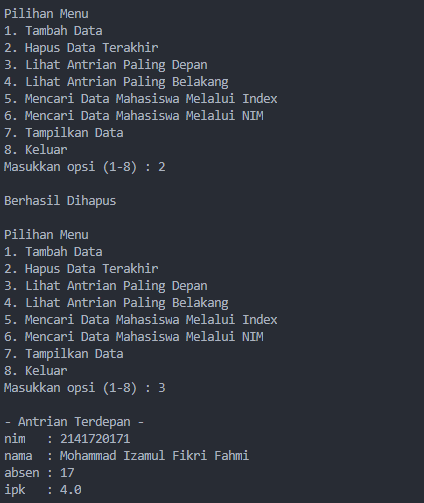 Pilihan Menu
1. Tambah Data
2. Hapus Data Terakhir
3. Lihat Antrian Paling Depan
4. Lihat Antrian Paling Belakang
5. Mencari Data Mahasiswa Melalui Index
6. Mencari Data Mahasiswa Melalui NIM
7. Tampilkan Data
8. Keluar
Masukkan opsi (1-8) : 2
Berhasil Dihapus
Pilihan Menu
1. Tambah Data
2. Hapus Data Terakhir
3. Lihat Antrian Paling Depan
4. Lihat Antrian Paling Belakang
5. Mencari Data Mahasiswa Melalui Index
6. Mencari Data Mahasiswa Melalui NIM
7. Tampilkan Data
8. Keluar
Masukkan opsi (1-8) : 3
- Antrian Terdepan -
nim   : 2141720171
nama  : Mohammad Izamul Fikri Fahmi
absen : 17
ipk   : 4.0